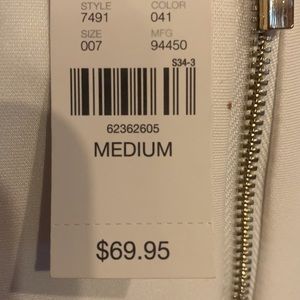 STYLE COLOR
7491 041
SIZE MFG
007 94450
S34-3
62362605
MEDIUM
$69.95